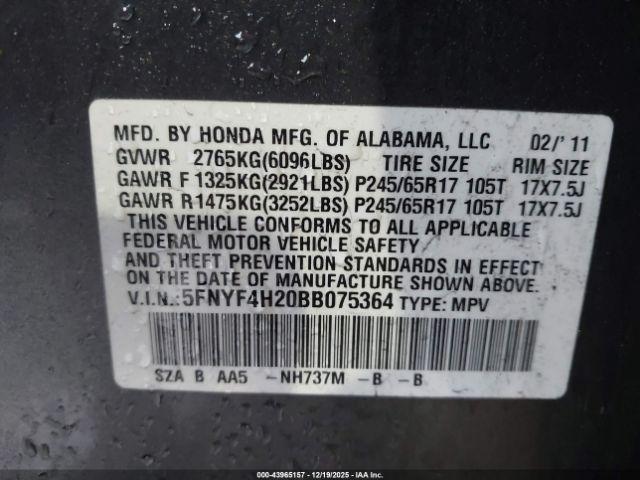 MFD. BY HONDA MFG. OF ALABAMA, LLC 02/'11
GVWR 2765KG(6096LBS) TIRE SIZE RIM SIZE
GAWR F 1325KG(2921LBS) P245/65R17 105T 17X7.5J
GAWR R1475KG(3252LBS) P245/65R17 105T 17X7.5J
THIS VEHICLE CONFORMS TO ALL APPLICABLE
FEDERAL MOTOR VEHICLE SAFETY
AND THEFT PREVENTION STANDARDS IN EFFECT
ON THE DATE OF MANUFACTURE SHOWN ABOVE.
V.I.N.:5FNYF4H20BB075364 TYPE: MPV
SZA B AA5 -NH737M -B -B
000-43965157 - 12/19/2025 - IAAI.COM